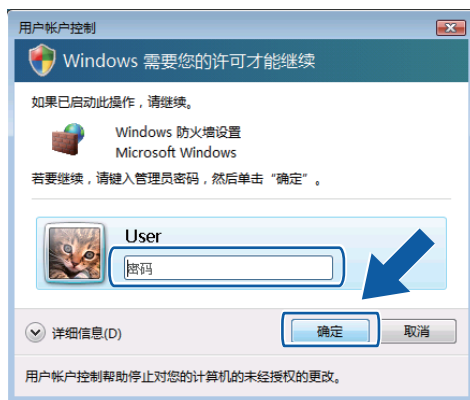 用户帐户控制
Windows 需要您的许可才能继续
如果已启动此操作，请继续。
Windows 防火墙设置
Microsoft Windows
若要继续，请键入管理员密码，然后单击“确定”。
User
密码
详细信息(D)
确定
取消
用户帐户控制帮助停止对您的计算机的未经授权的更改。